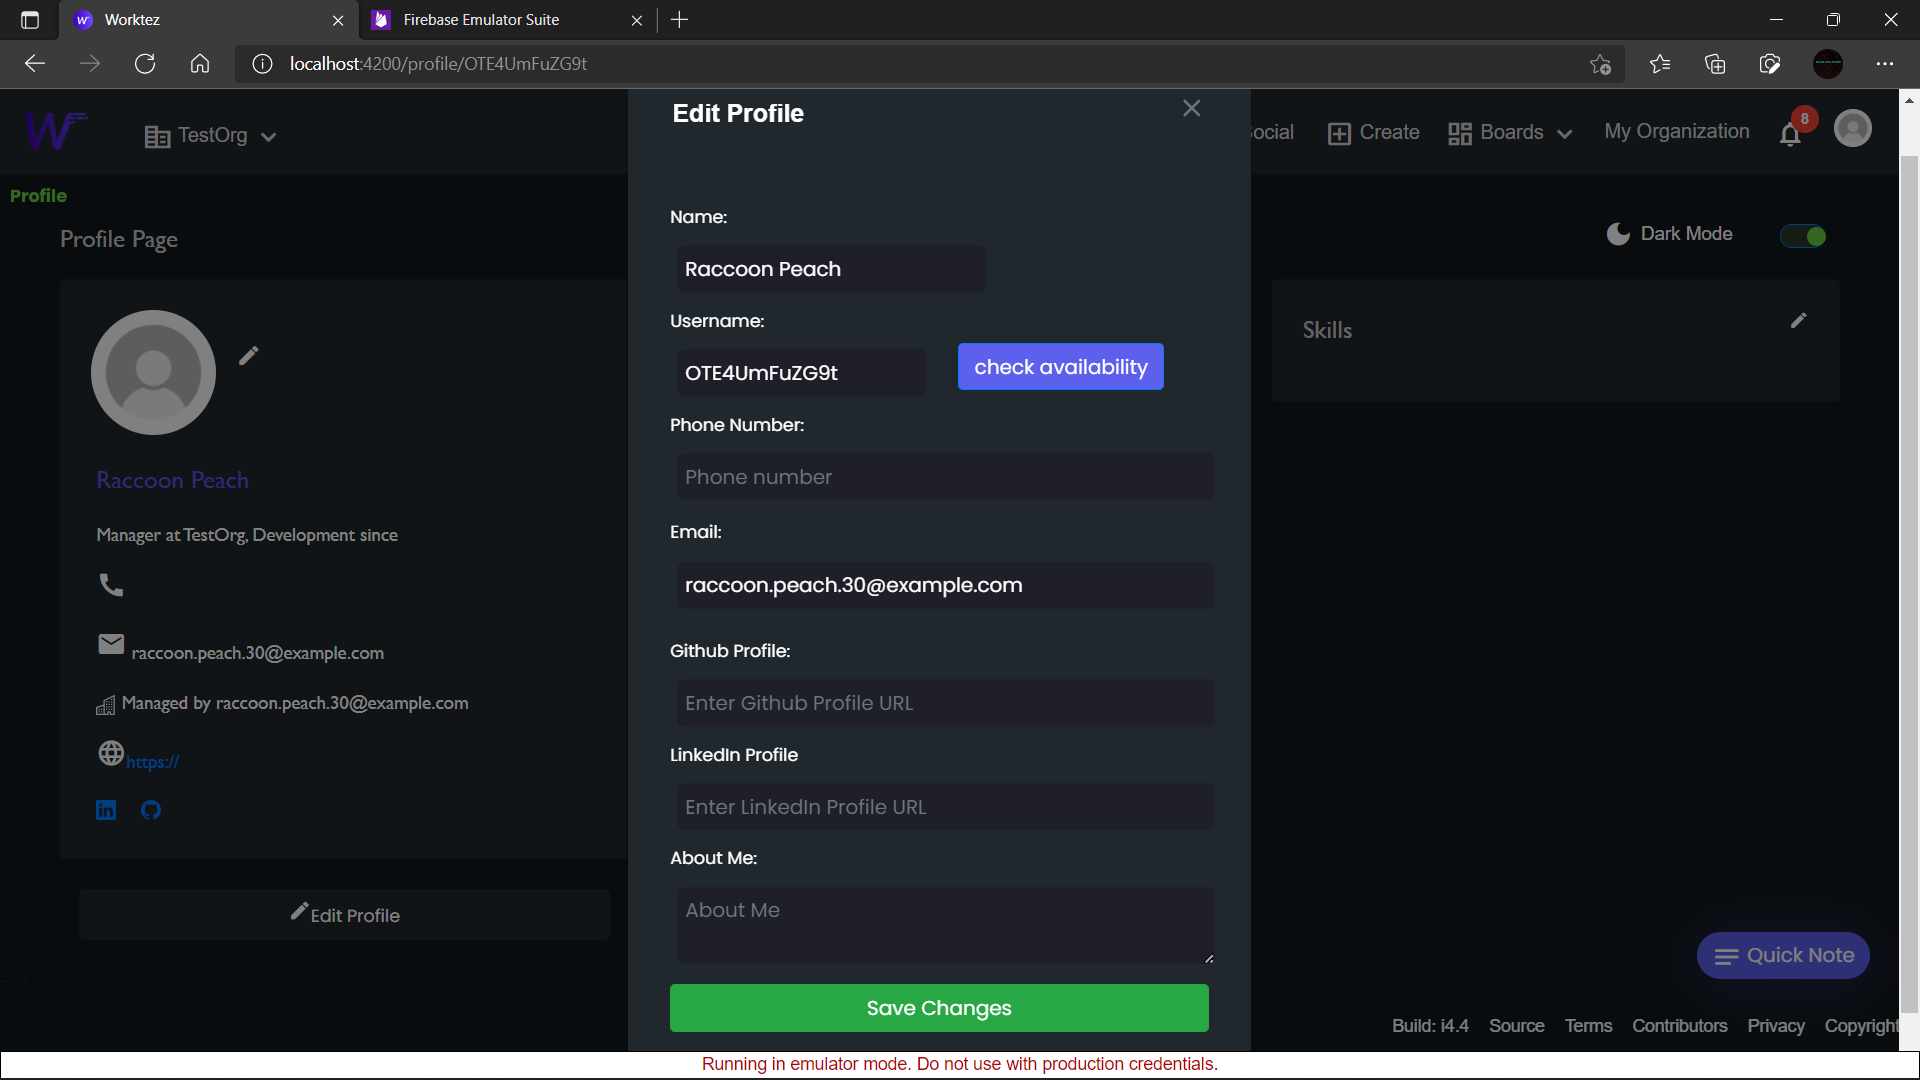 Worktez
Firebase Emulator Suite
localhost:4200/profile/OTE4UmFuZG9t
TestOrg
Edit Profile
ocial
Create
Boards
My Organization
8
Profile
Profile Page
Dark Mode
Name:
Raccoon Peach
Username:
OTE4UmFuZG9t
check availability
Skills
Phone Number:
Phone number
Raccoon Peach
Manager at TestOrg, Development since
Email:
raccoon.peach.30@example.com
raccoon.peach.30@example.com
Managed by raccoon.peach.30@example.com
https://
Github Profile:
Enter Github Profile URL
LinkedIn Profile
Enter LinkedIn Profile URL
About Me:
About Me
Edit Profile
Quick Note
Save Changes
Build: i4.4 Source Terms Contributors Privacy Copyright
Running in emulator mode. Do not use with production credentials.